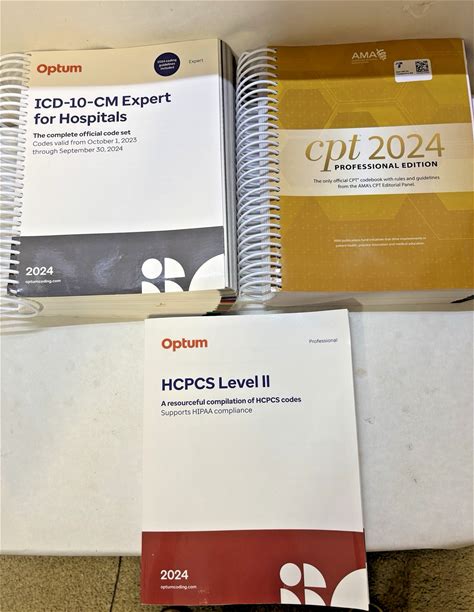 Optum
Expert
ICD-10-CM Expert
for Hospitals
The complete official code set
Codes valid from October 1, 2023
through September 30, 2024
2024
optumcoding.com
AMA
cpt® 2024
PROFESSIONAL EDITION
The only official CPT® codebook with rules and guidelines
from the AMA's CPT Editorial Panel.
Optum
Professional
HCPCS Level II
A resourceful compilation of HCPCS codes
Supports HIPAA compliance
2024
optumcoding.com